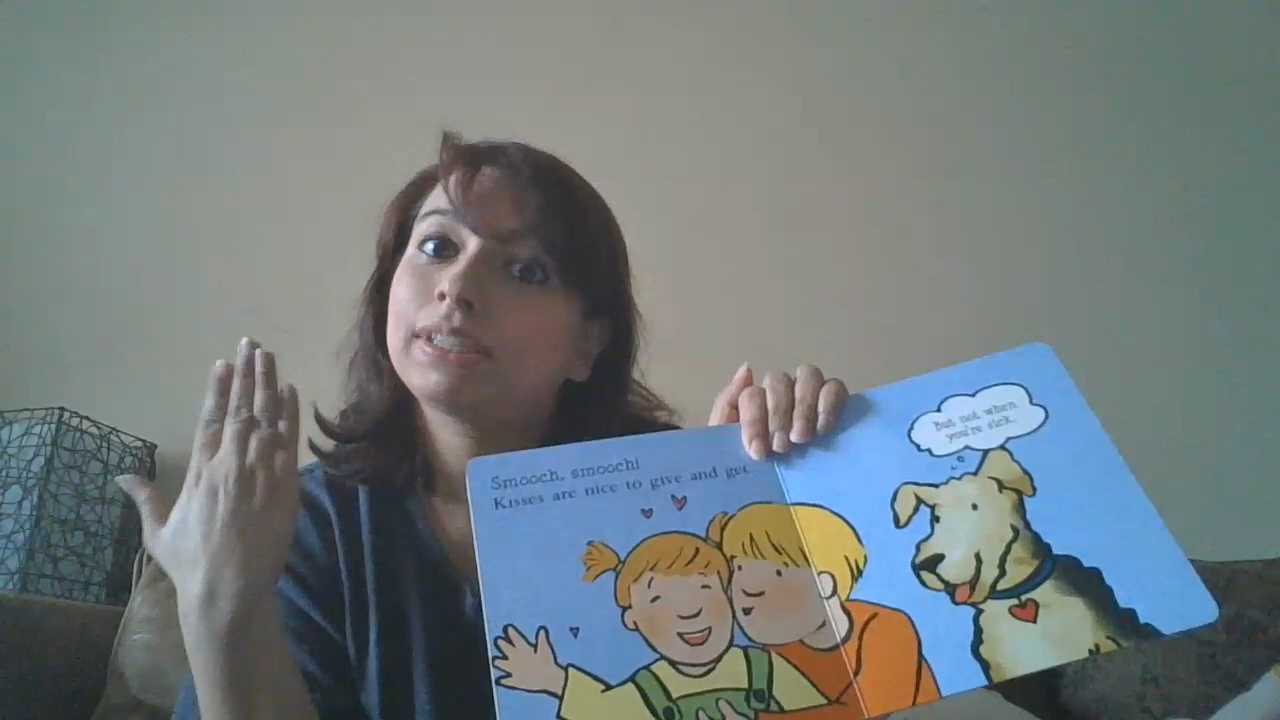 Smooch, smooch!
Kisses are nice to give and get.
But not when
you're sick.